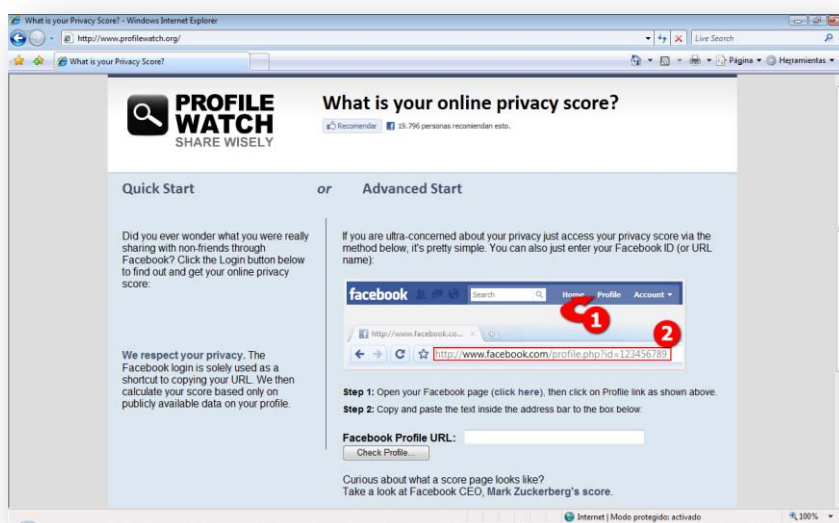 What is your Privacy Score? - Windows Internet Explorer
http://www.profilewatch.org/
Live Search
What is your Privacy Score?
Página
Herramientas
PROFILE
WATCH
SHARE WISELY
What is your online privacy score?
Recomendar
19.796 personas recomiendan esto.
Quick Start
or
Advanced Start
Did you ever wonder what you were really
sharing with non-friends through
Facebook? Click the Login button below
to find out and get your online privacy
score:
We respect your privacy. The
Facebook login is solely used as a
shortcut to copying your URL. We then
calculate your score based only on
publicly available data on your profile.
If you are ultra-concerned about your privacy just access your privacy score via the
method below, it's pretty simple. You can also just enter your Facebook ID (or URL
name):
facebook
Search
Home
Profile
Account
1
2
http://www.facebook.co...
http://www.facebook.com/profile.php?id=123456789
Step 1: Open your Facebook page (click here), then click on Profile link as shown above.
Step 2: Copy and paste the text inside the address bar to the box below:
Facebook Profile URL:
Check Profile...
Curious about what a score page looks like?
Take a look at Facebook CEO, Mark Zuckerberg's score.
Internet | Modo protegido: activado
100%